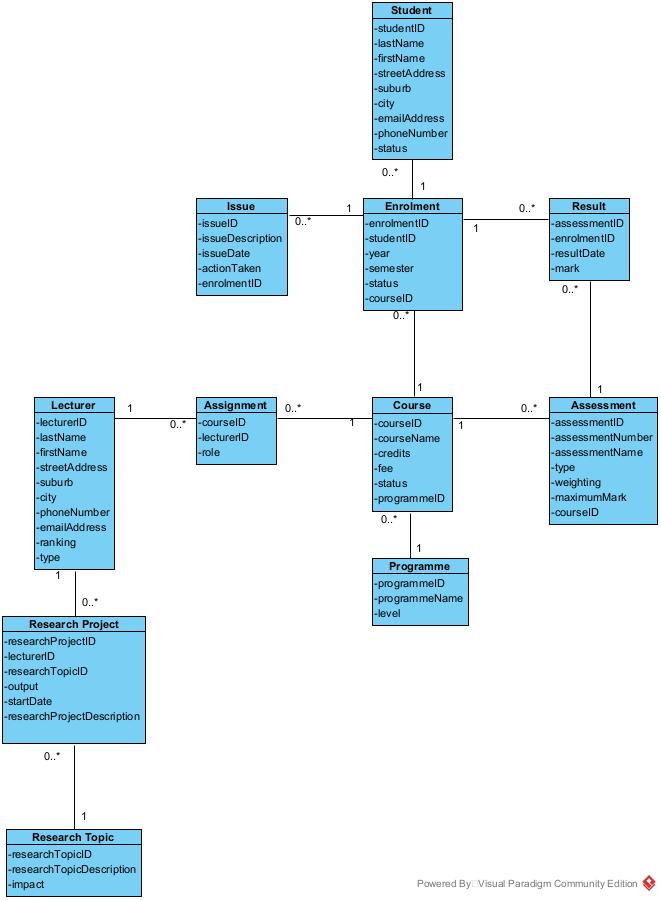 Student
-studentID
-lastName
-firstName
-streetAddress
-suburb
-city
-emailAddress
-phoneNumber
-status
0..*
1
Issue
-issueID
-issueDescription
-issueDate
-actionTaken
-enrolmentID
0..*
1
Enrolment
-enrolmentID
-studentID
-year
-semester
-status
-courseID
0..*
1
Result
-assessmentID
-enrolmentID
-resultDate
-mark
0..*
0..*
1
1
Lecturer
-lecturerID
-lastName
-firstName
-streetAddress
-suburb
-city
-phoneNumber
-emailAddress
-ranking
-type
1
0..*
Assignment
-courseID
-lecturerID
-role
0..*
1
Course
-courseID
-courseName
-credits
-fee
-status
-programmeID
1
0..*
Assessment
-assessmentID
-assessmentNumber
-assessmentName
-type
-weighting
-maximumMark
-courseID
0..*
1
Programme
-programmeID
-programmeName
-level
1
0..*
Research Project
-researchProjectID
-lecturerID
-researchTopicID
-output
-startDate
-researchProjectDescription
0..*
1
Research Topic
-researchTopicID
-researchTopicDescription
-impact
Powered By Visual Paradigm Community Edition